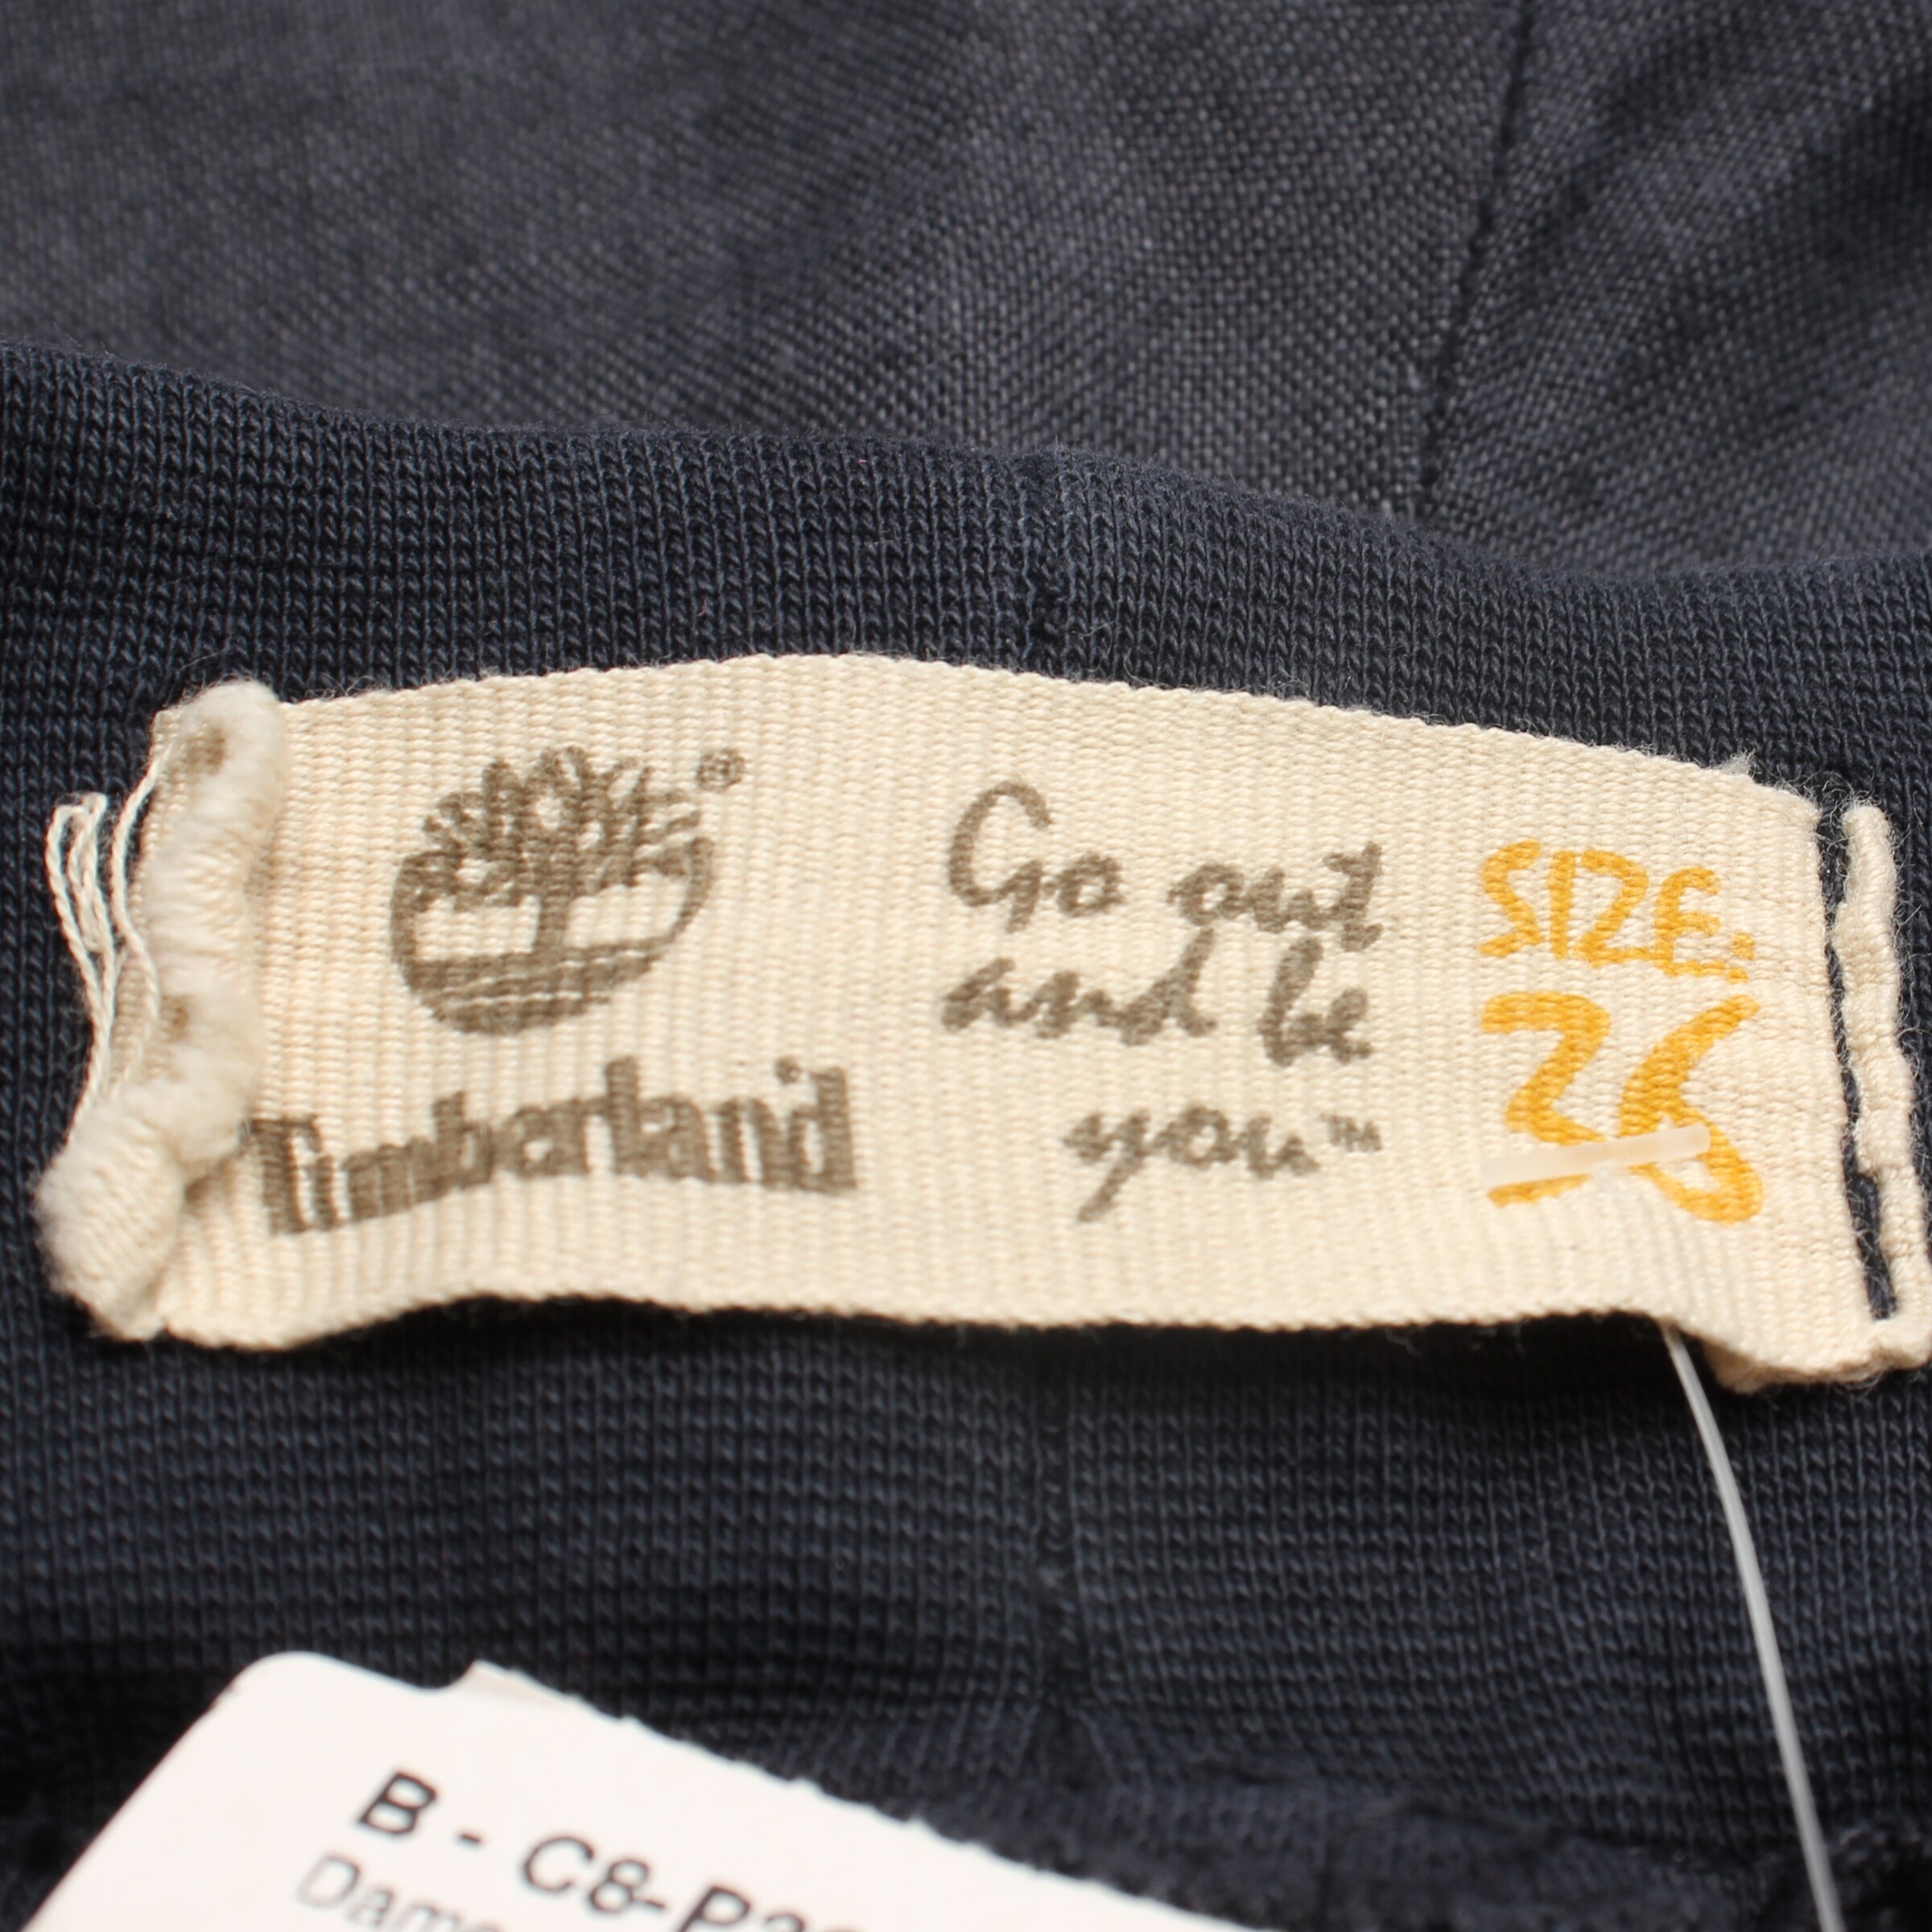 ®
Timberland
Go out
and be
you™
SIZE:
26
B - C8-